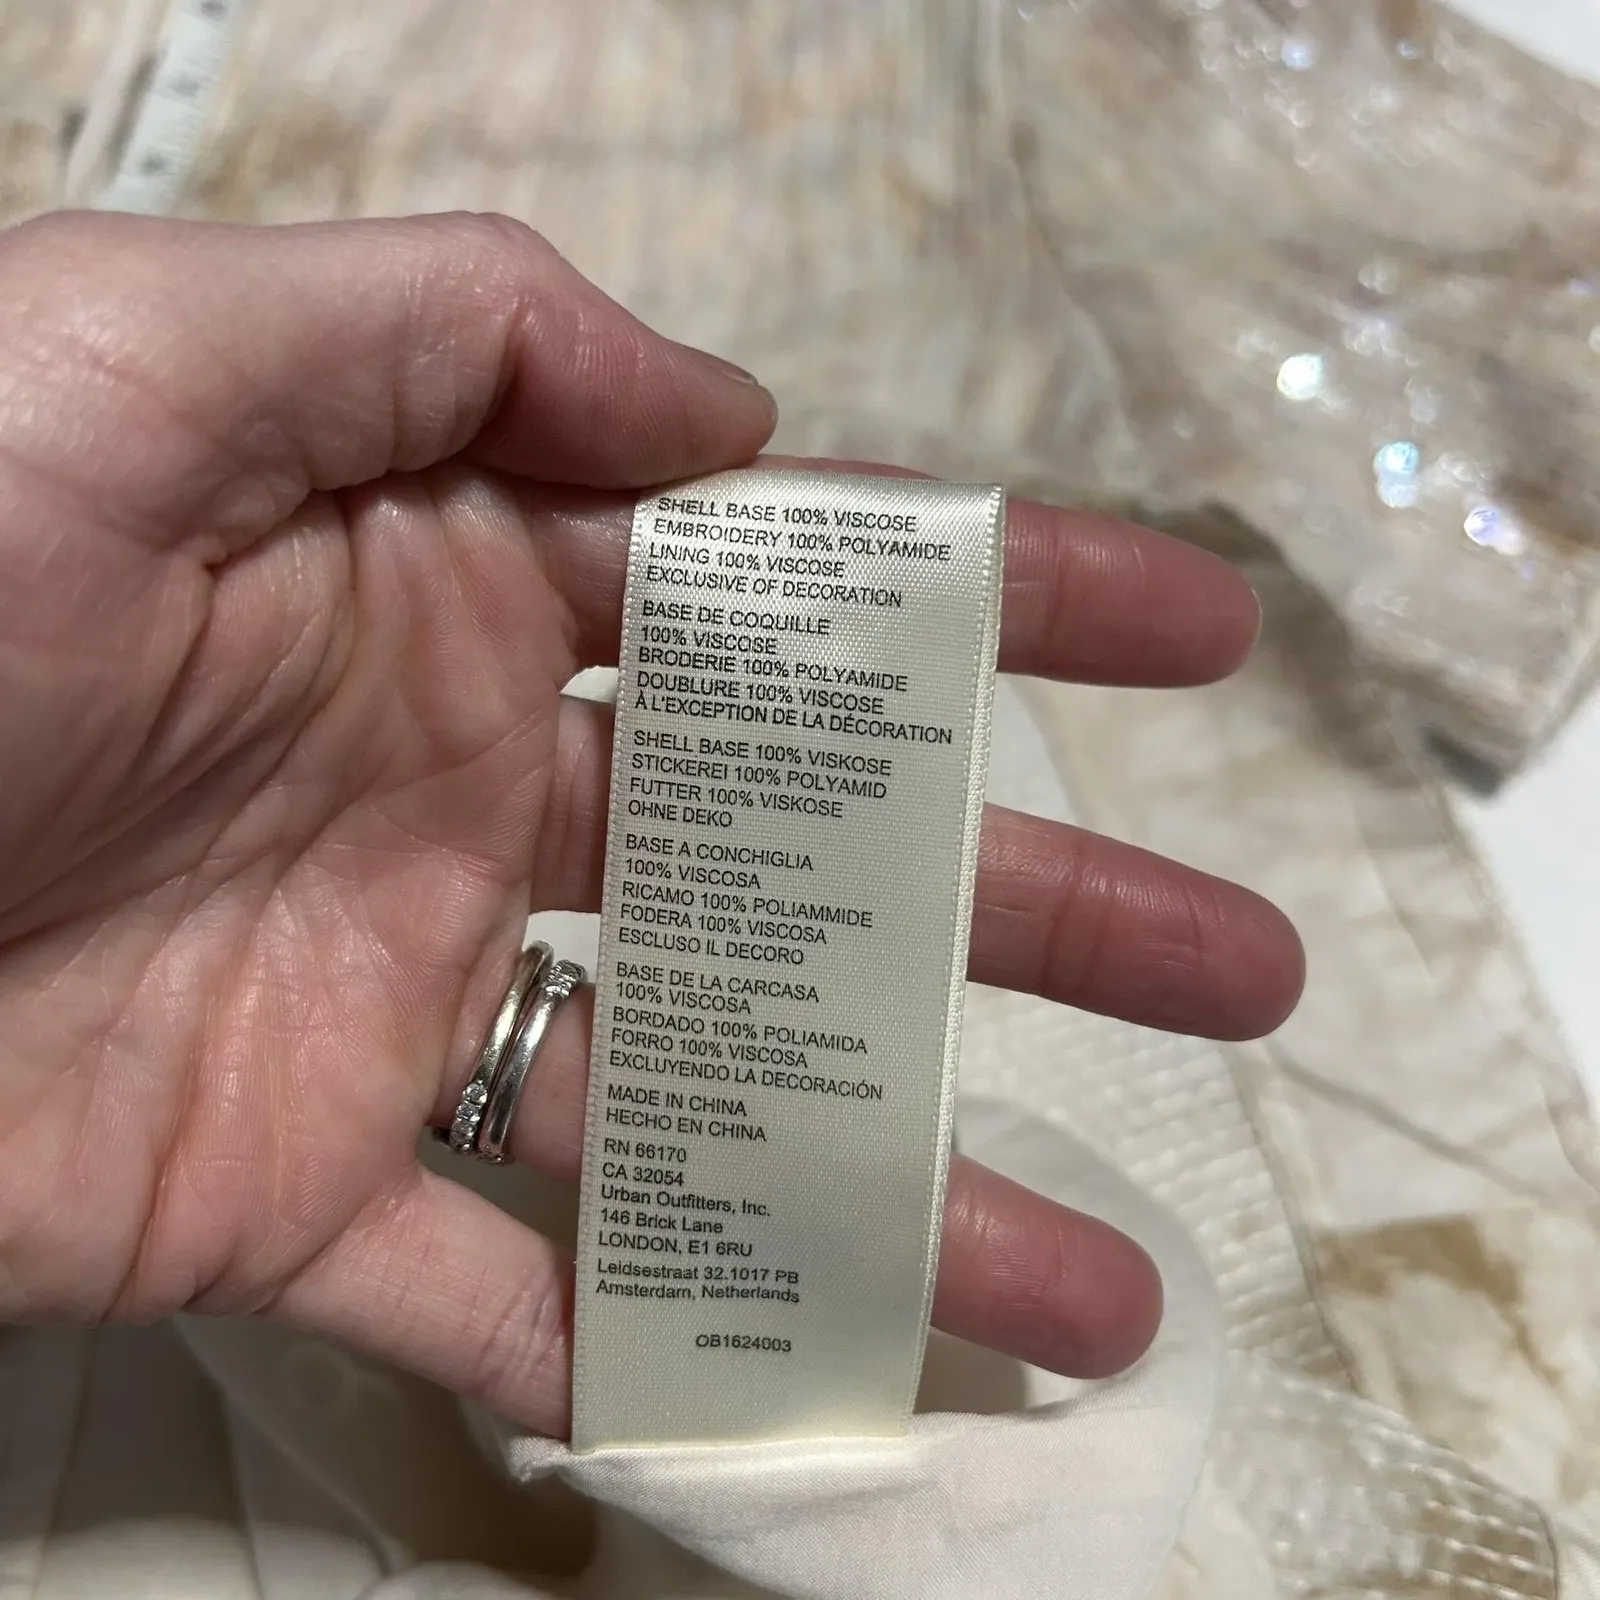 SHELL BASE 100% VISCOSE
EMBROIDERY 100% POLYAMIDE
LINING 100% VISCOSE
EXCLUSIVE OF DECORATION
BASE DE COQUILLE
100% VISCOSE
BRODERIE 100% POLYAMIDE
DOUBLURE 100% VISCOSE
À L'EXCEPTION DE LA DÉCORATION
SHELL BASE 100% VISKOSE
STICKEREI 100% POLYAMID
FUTTER 100% VISKOSE
OHNE DEKO
BASE A CONCHIGLIA
100% VISCOSA
RICAMO 100% POLIAMMIDE
FODERA 100% VISCOSA
ESCLUSO IL DECORO
BASE DE LA CARCASA
100% VISCOSA
BORDADO 100% POLIAMIDA
FORRO 100% VISCOSA
EXCLUYENDO LA DECORACIÓN
MADE IN CHINA
HECHO EN CHINA
RN 66170
CA 32054
Urban Outfitters, Inc.
146 Brick Lane
LONDON, E1 6RU
Leidsestraat 32.1017 PB
Amsterdam, Netherlands
OB1624003